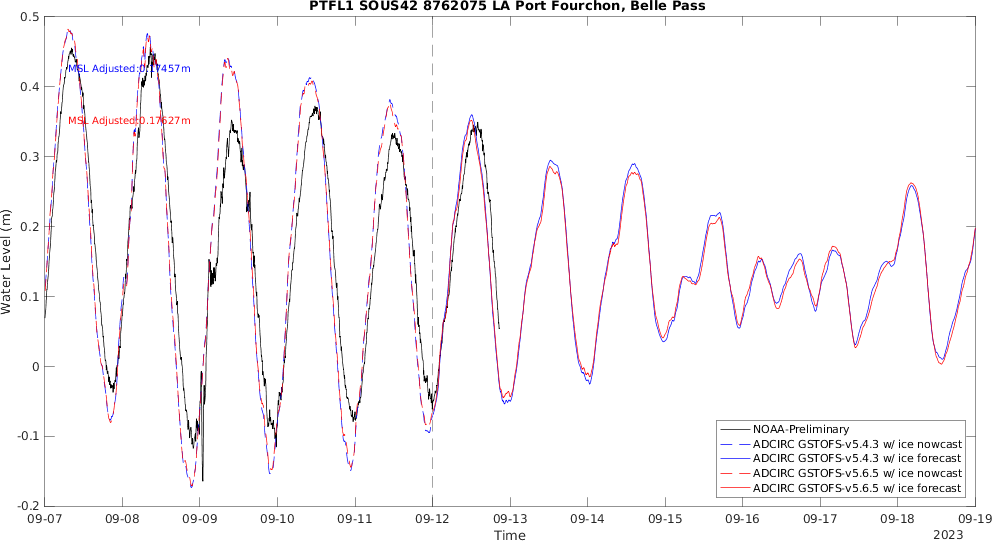 PTFL1 SOUS42 8762075 LA Port Fourchon, Belle Pass
0.5
0.4
0.3
0.2
0.1
0
-0.1
-0.2
Water Level (m)
MSL Adjusted:0.17457m
MSL Adjusted:0.17627m
NOAA-Preliminary
ADCIRC GSTOFS-v5.4.3 w/ ice nowcast
ADCIRC GSTOFS-v5.4.3 w/ ice forecast
ADCIRC GSTOFS-v5.6.5 w/ ice nowcast
ADCIRC GSTOFS-v5.6.5 w/ ice forecast
09-07 09-08 09-09 09-10 09-11 09-12 09-13 09-14 09-15 09-16 09-17 09-18 09-19
Time
2023